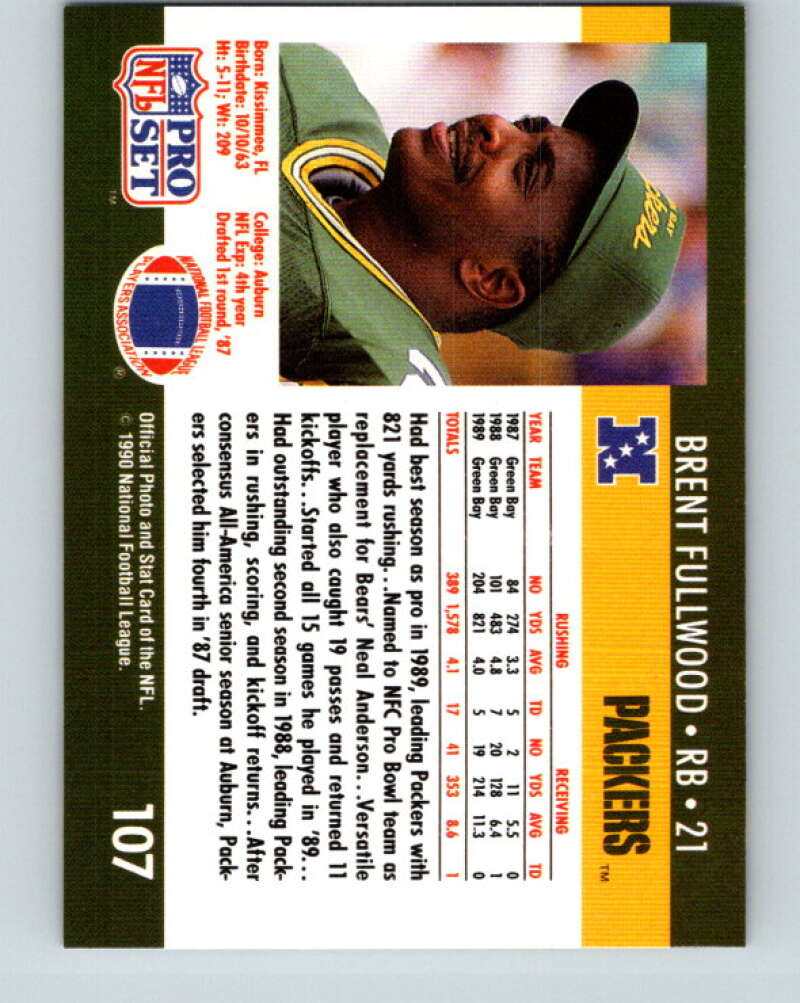 BRENT FULLWOOD • RB • 21
PACKERS™
BAY
Born: Kissimmee, FL
Birthdate: 10/10/63
Ht: 5-11; Wt: 209
College: Auburn
NFL Exp: 4th year
Drafted 1st round, '87
NFL
PRO
SET
™
NATIONAL FOOTBALL LEAGUE
PLAYERS ASSOCIATION
®
RUSHING RECEIVING
YEAR TEAM NO YDS AVG TD NO YDS AVG TD
1987 Green Bay 84 274 3.3 5 2 11 5.5 0
1988 Green Bay 101 483 4.8 7 20 128 6.4 1
1989 Green Bay 204 821 4.0 5 19 214 11.3 0
TOTALS 389 1,578 4.1 17 41 353 8.6 1
Had best season as pro in 1989, leading Packers with
821 yards rushing...Named to NFC Pro Bowl team as
replacement for Bears' Neal Anderson...Versatile
player who also caught 19 passes and returned 11
kickoffs...Started all 15 games he played in '89...
Had outstanding second season in 1988, leading Pack-
ers in rushing, scoring, and kickoff returns...After
consensus All-America senior season at Auburn, Pack-
ers selected him fourth in '87 draft.
Official Photo and Stat Card of the NFL.
© 1990 National Football League.
107